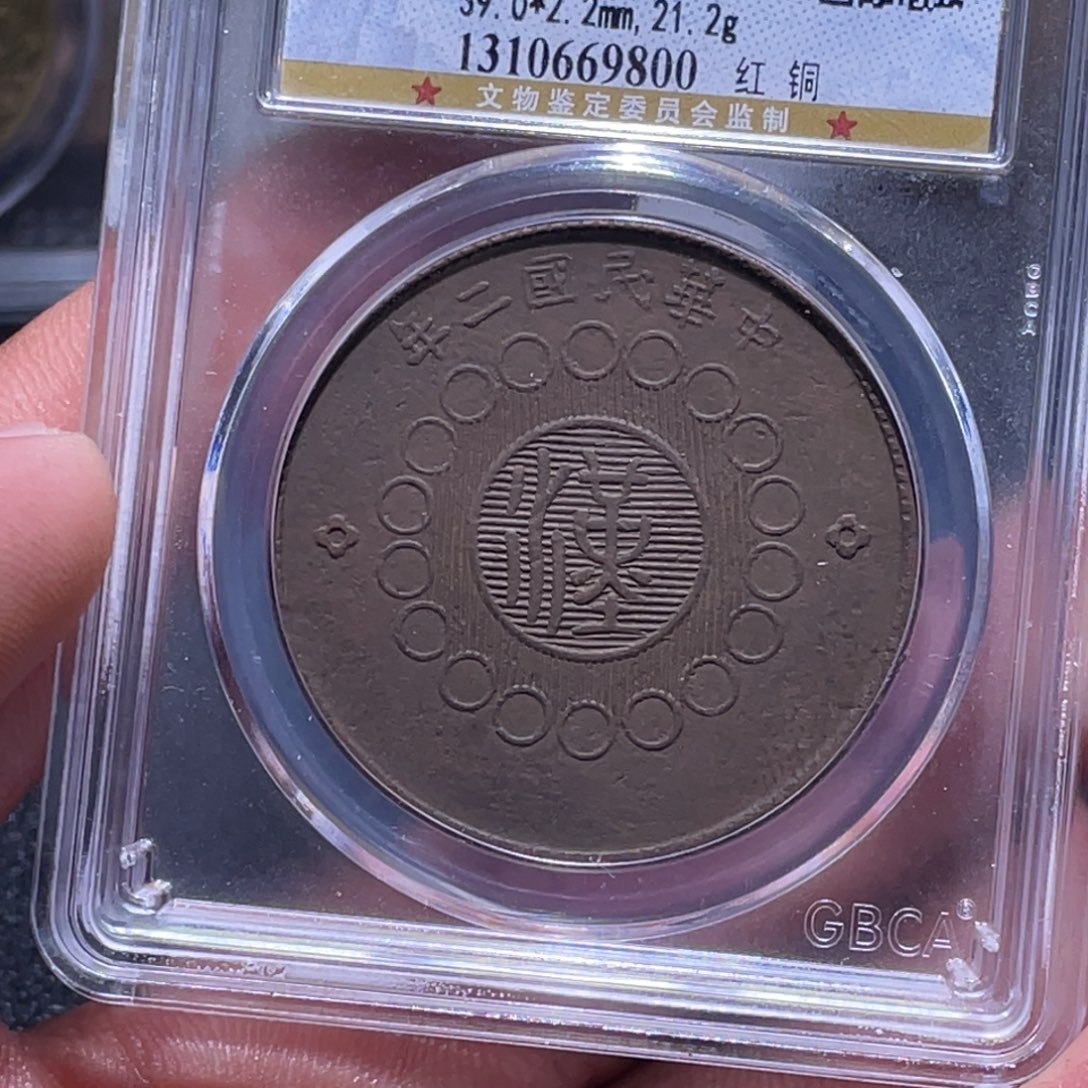 39.0*2.2mm, 21.2g
1310669800 红铜
★ 文物鉴定委员会监制 ★
中華民國二年
漢
GBCA®